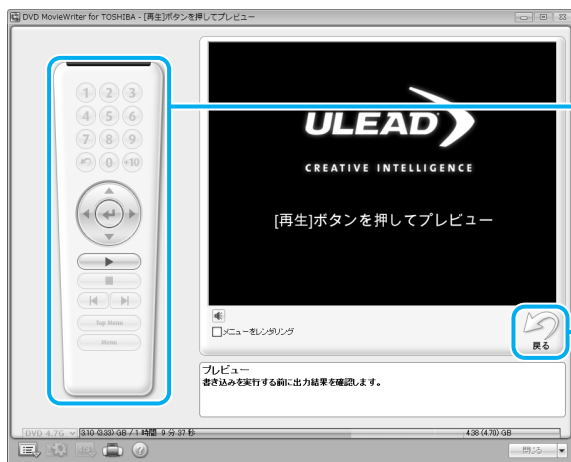 DVD MovieWriter for TOSHIBA - [再生]ボタンを押してプレビュー
1 2 3
4 5 6
7 8 9
0 +10
Top Menu
Menu
ULEAD
CREATIVE INTELLIGENCE
[再生]ボタンを押してプレビュー
メニューをレンダリング
戻る
プレビュー
書き込みを実行する前に出力結果を確認します。
DVD 4.7G
3.10 (3.33) GB / 1 時間 9 分 37 秒
4.38 (4.70) GB
閉じる